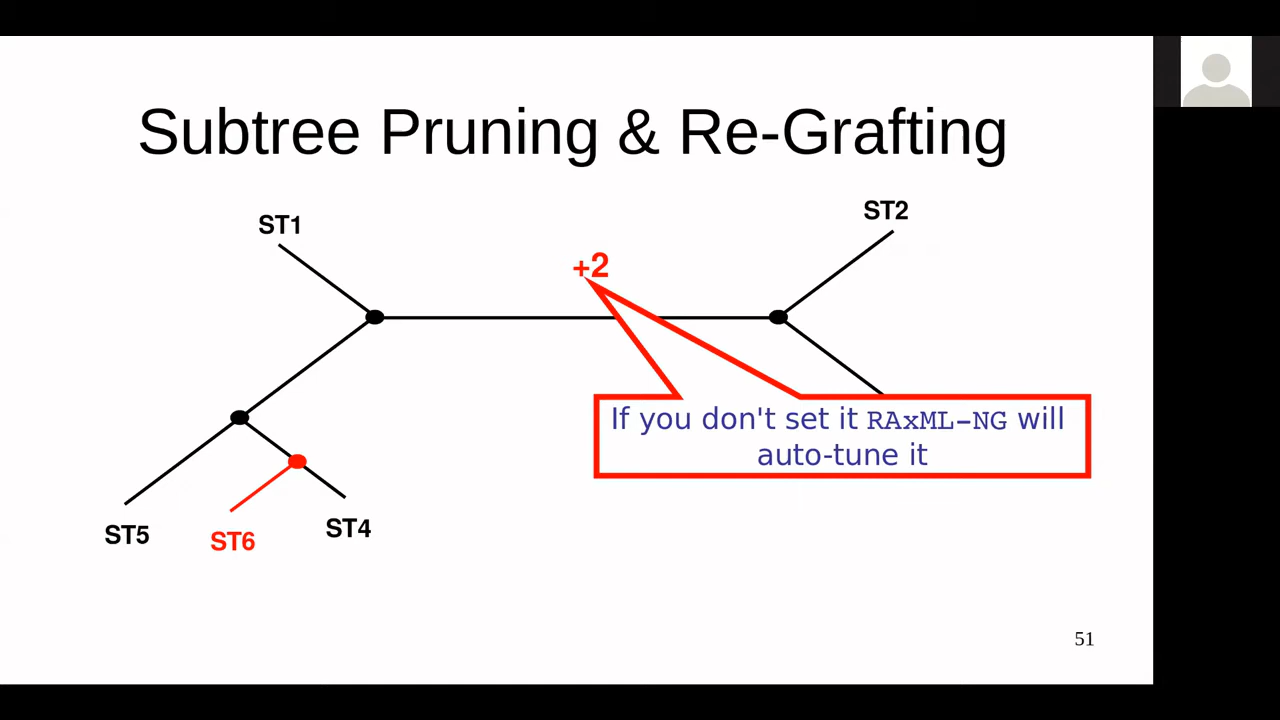 Subtree Pruning & Re-Grafting
ST1
ST2
+2
If you don't set it RAxML-NG will
auto-tune it
ST5
ST6
ST4
51